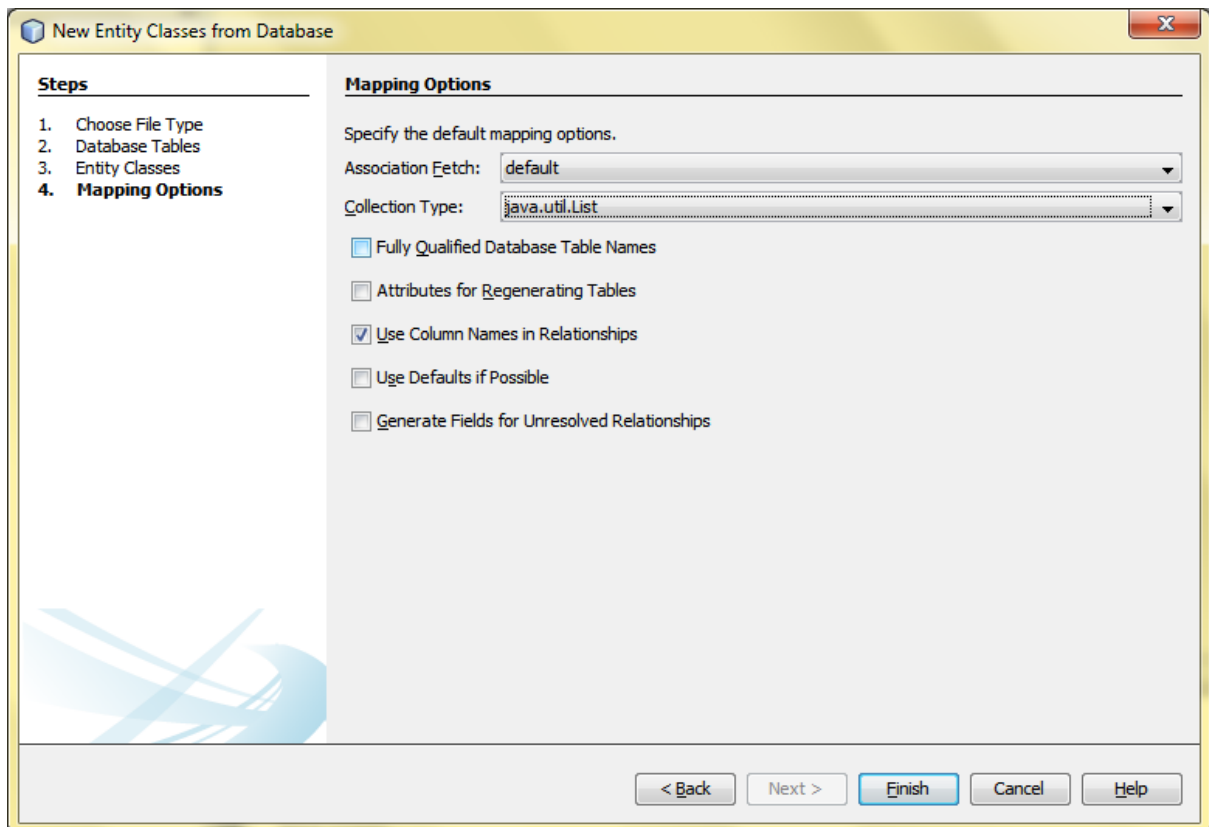 New Entity Classes from Database
X
Steps
1. Choose File Type
2. Database Tables
3. Entity Classes
4. Mapping Options
Mapping Options
Specify the default mapping options.
Association Fetch: default
Collection Type: java.util.List
Fully Qualified Database Table Names
Attributes for Regenerating Tables
Use Column Names in Relationships
Use Defaults if Possible
Generate Fields for Unresolved Relationships
< Back Next > Finish Cancel Help